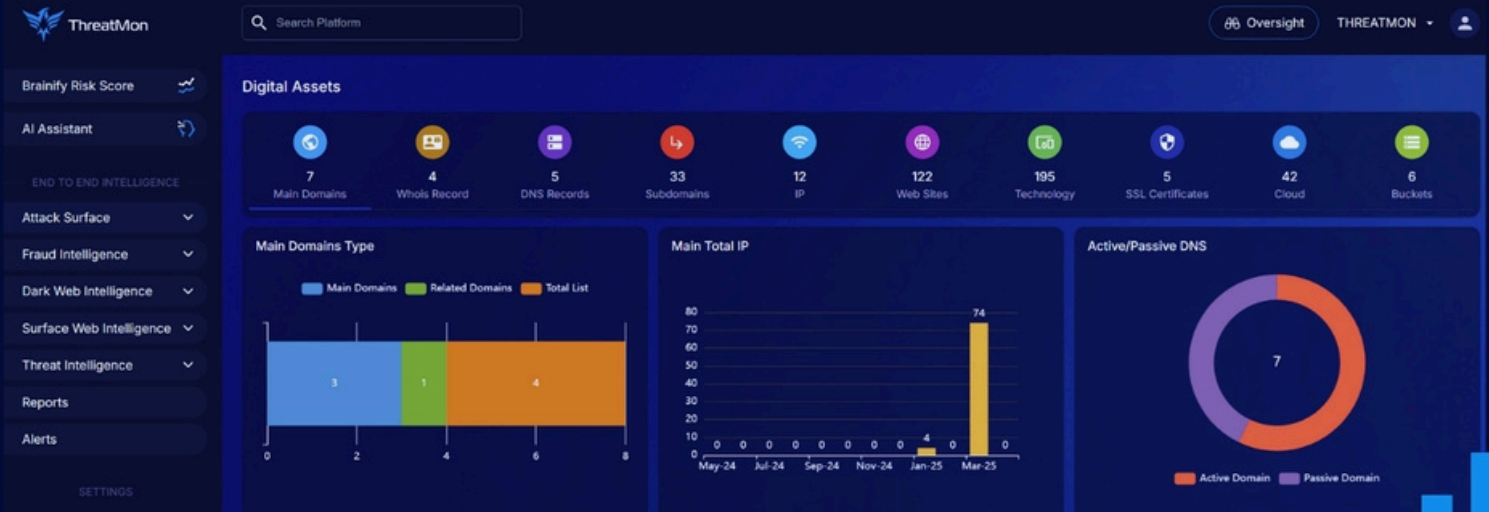 ThreatMon
Search Platform
Oversight
THREATMON
Brainify Risk Score
AI Assistant
END TO END INTELLIGENCE
Attack Surface
Fraud Intelligence
Dark Web Intelligence
Surface Web Intelligence
Threat Intelligence
Reports
Alerts
SETTINGS
Digital Assets
7
Main Domains
4
Whois Record
5
DNS Records
33
Subdomains
12
IP
122
Web Sites
195
Technology
5
SSL Certificates
42
Cloud
6
Buckets
Main Domains Type
Main Domains Related Domains Total List
3 1 4
0 2 4 6 8
Main Total IP
80
70
60
50
40
30
20
10
0
0 0 0 0 0 0 0 0 4 0 74 0
May-24 Jul-24 Sep-24 Nov-24 Jan-25 Mar-25
Active/Passive DNS
7
Active Domain Passive Domain